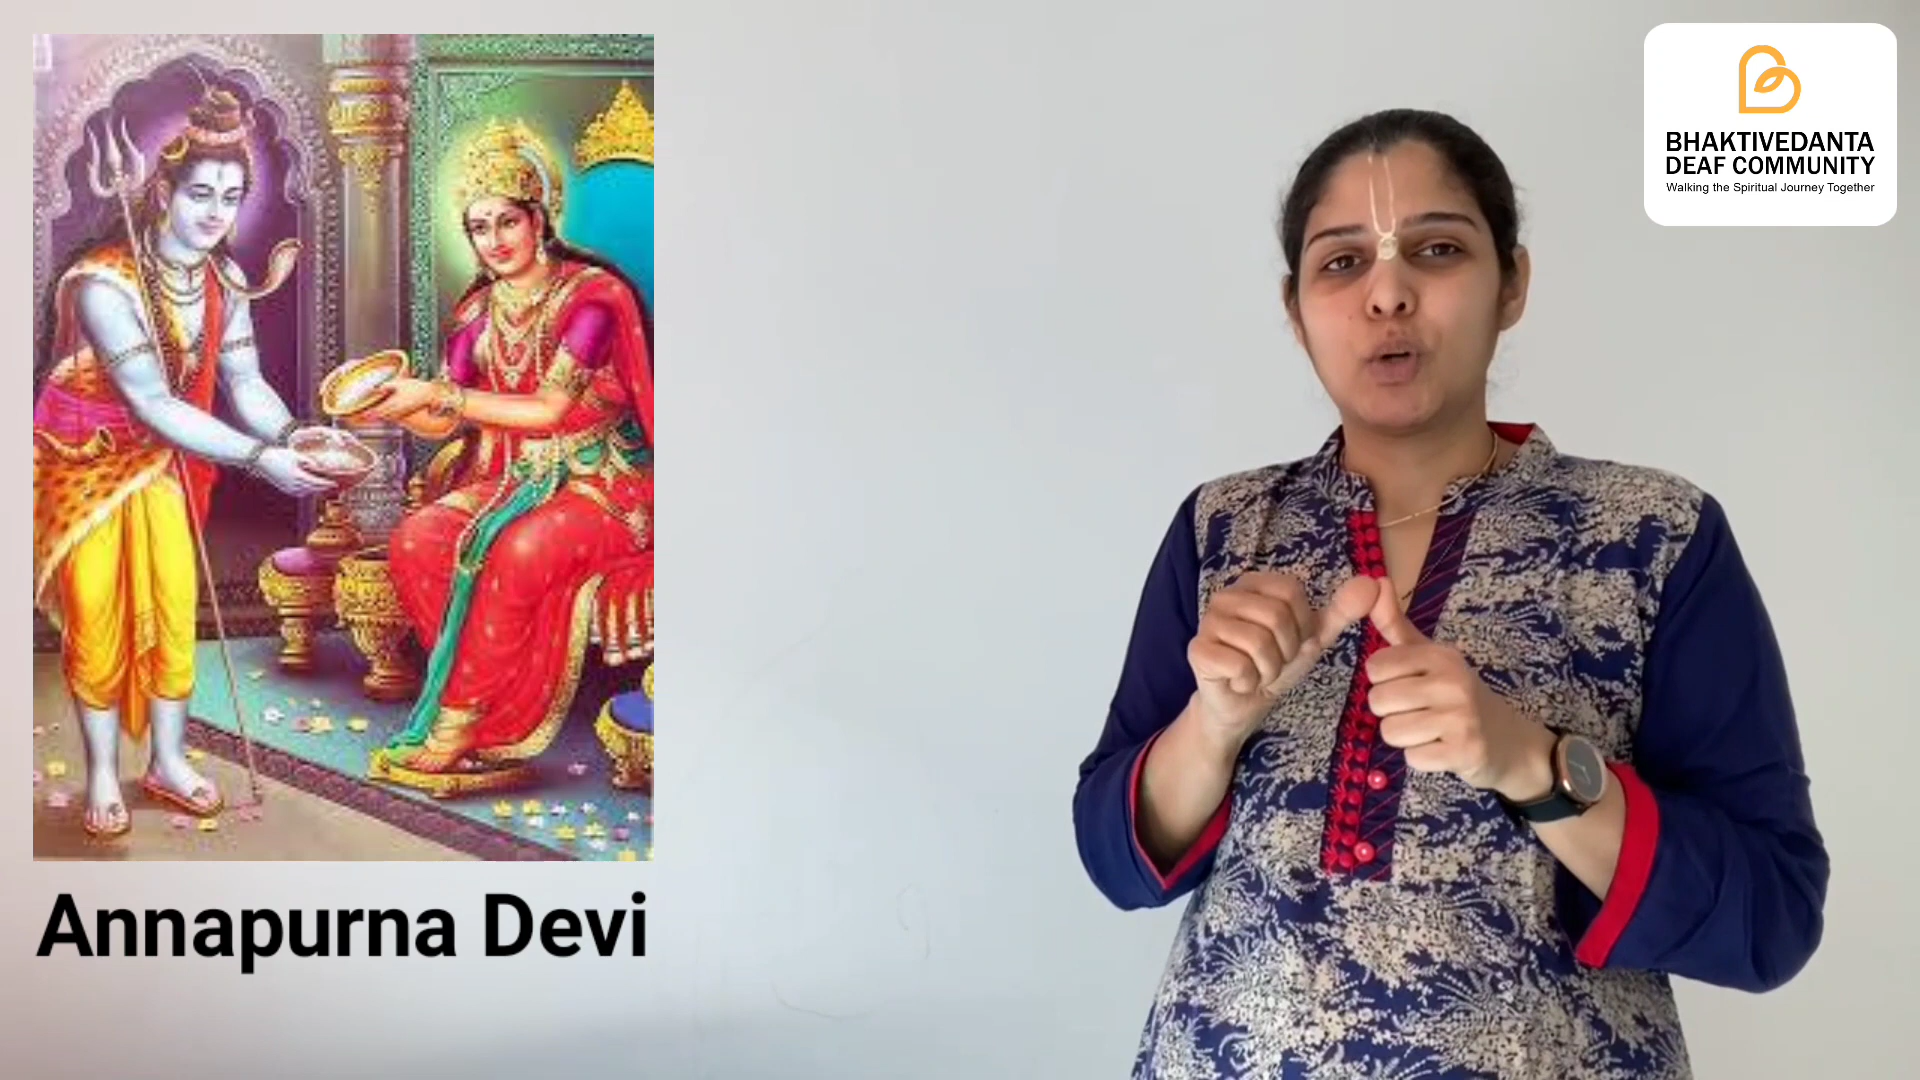 BHAKTIVEDANTA
DEAF COMMUNITY
Walking the Spiritual Journey Together
Annapurna Devi